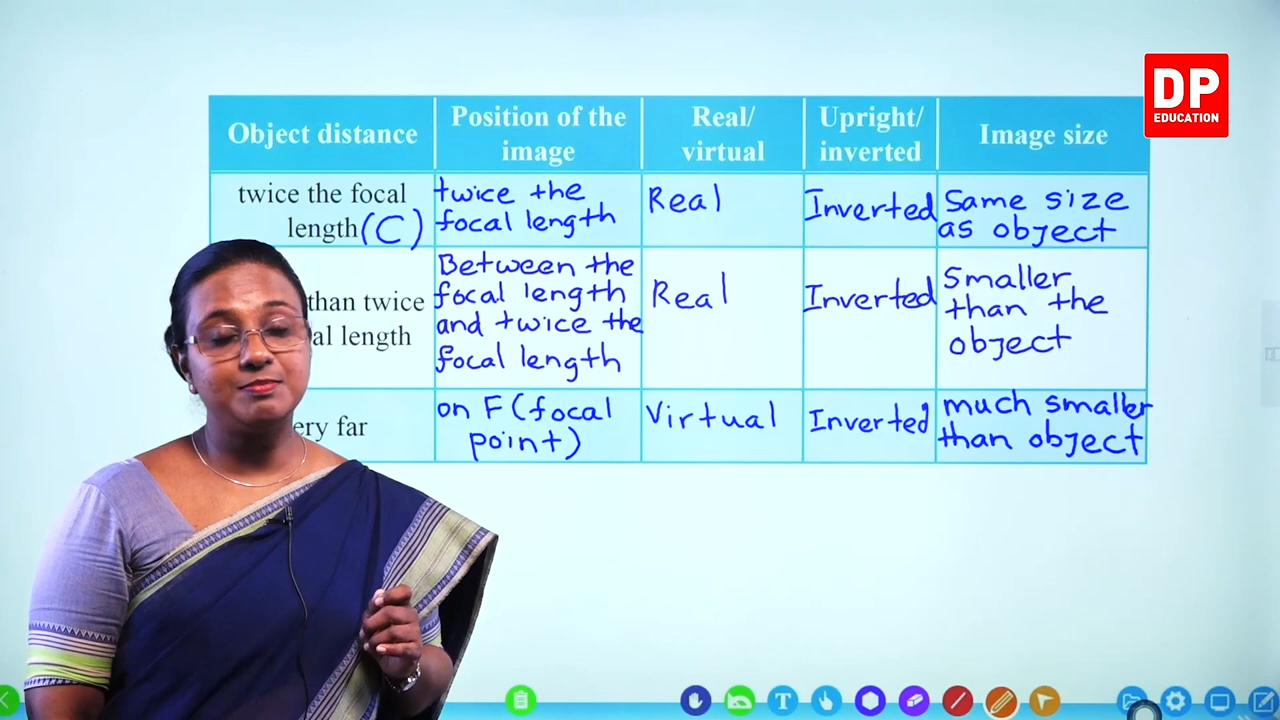 DP
EDUCATION
Object distance
Position of the
image
Real/
virtual
Upright/
inverted
Image size
twice the focal
length (C)
twice the
focal length
Real
Inverted
Same size
as object
than twice
al length
Between the
focal length
and twice the
focal length
Real
Inverted
Smaller
than the
object
ery far
on F (focal
point)
Virtual
Inverted
much smaller
than object
T